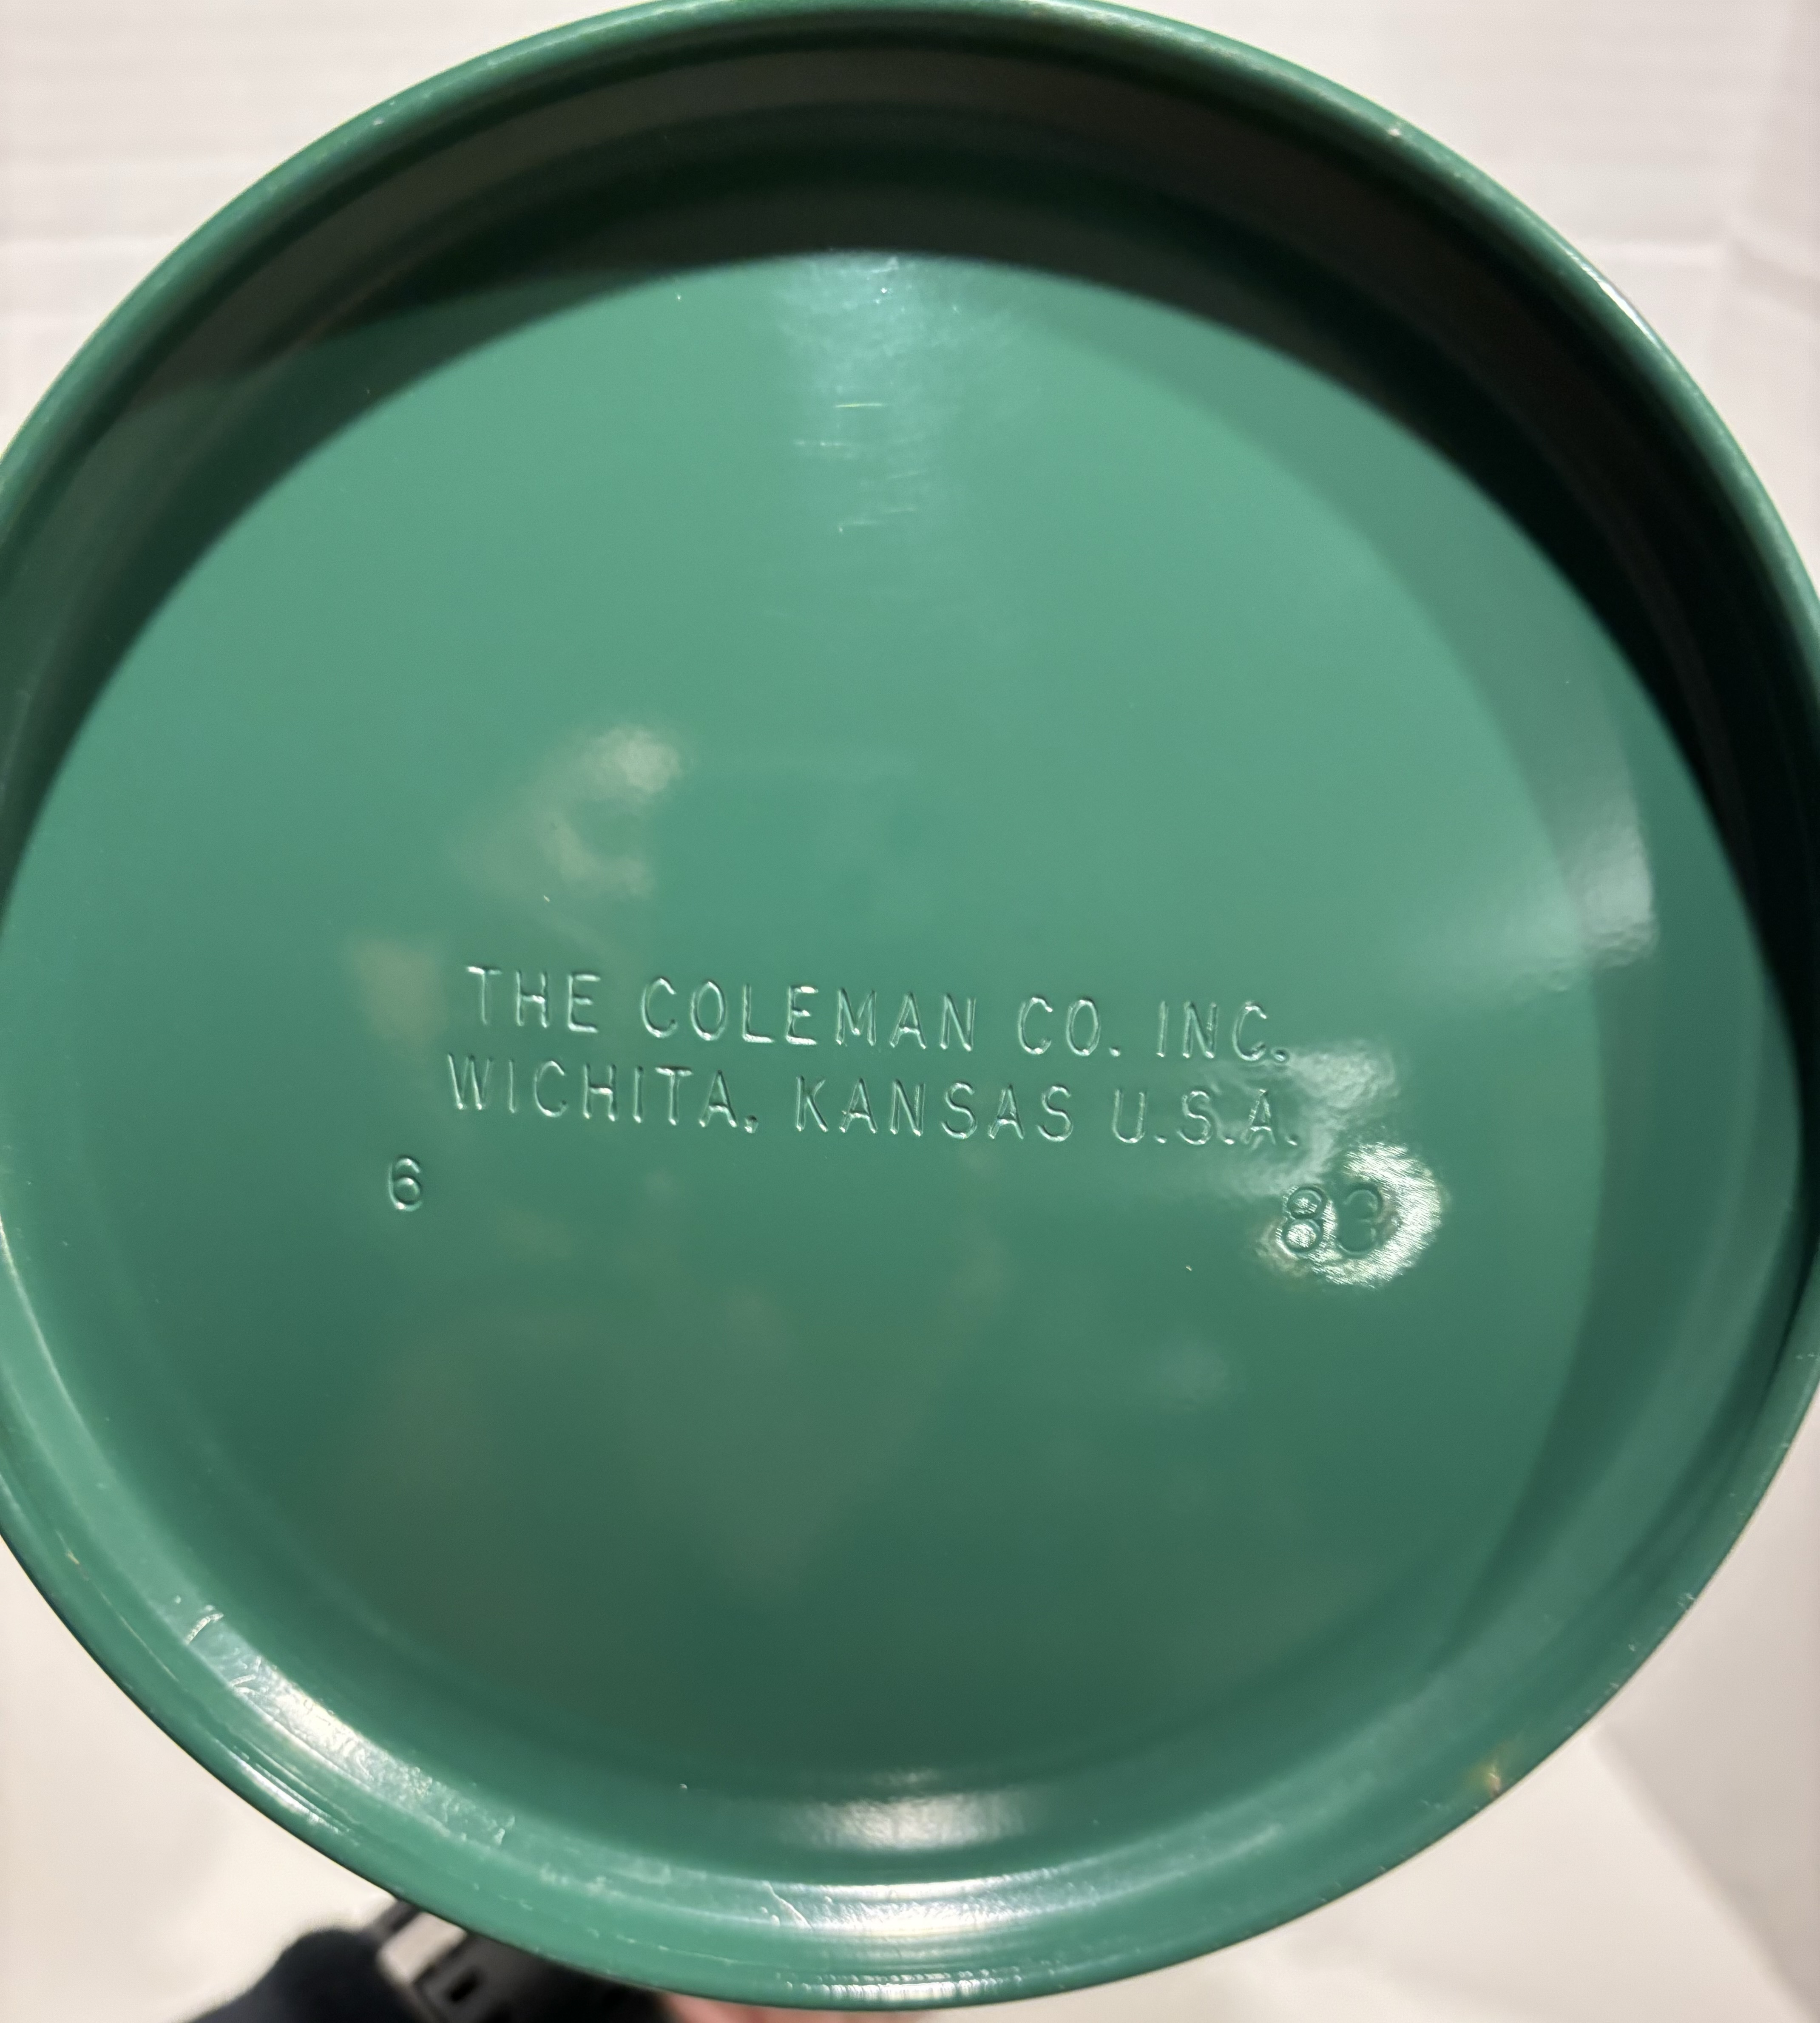 THE COLEMAN CO. INC.
WICHITA, KANSAS U.S.A.
6 83